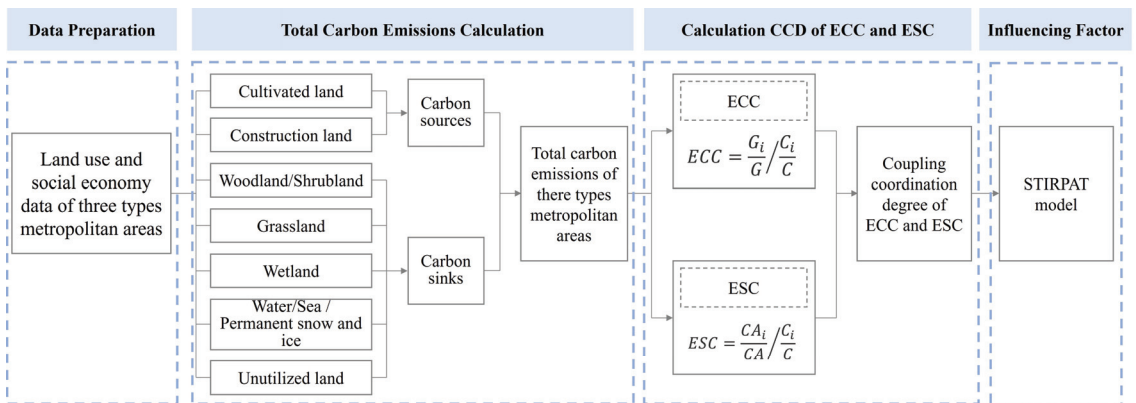 Data Preparation
Total Carbon Emissions Calculation
Calculation CCD of ECC and ESC
Influencing Factor
Land use and
social economy
data of three types
metropolitan areas
Cultivated land
Construction land
Woodland/Shrubland
Grassland
Wetland
Water/Sea /
Permanent snow and
ice
Unutilized land
Carbon
sources
Carbon
sinks
Total carbon
emissions of
there types
metropolitan
areas
ECC
ECC = G_i/G / C_i/C
ESC
ESC = CA_i/CA / C_i/C
Coupling
coordination
degree of
ECC and ESC
STIRPAT
model